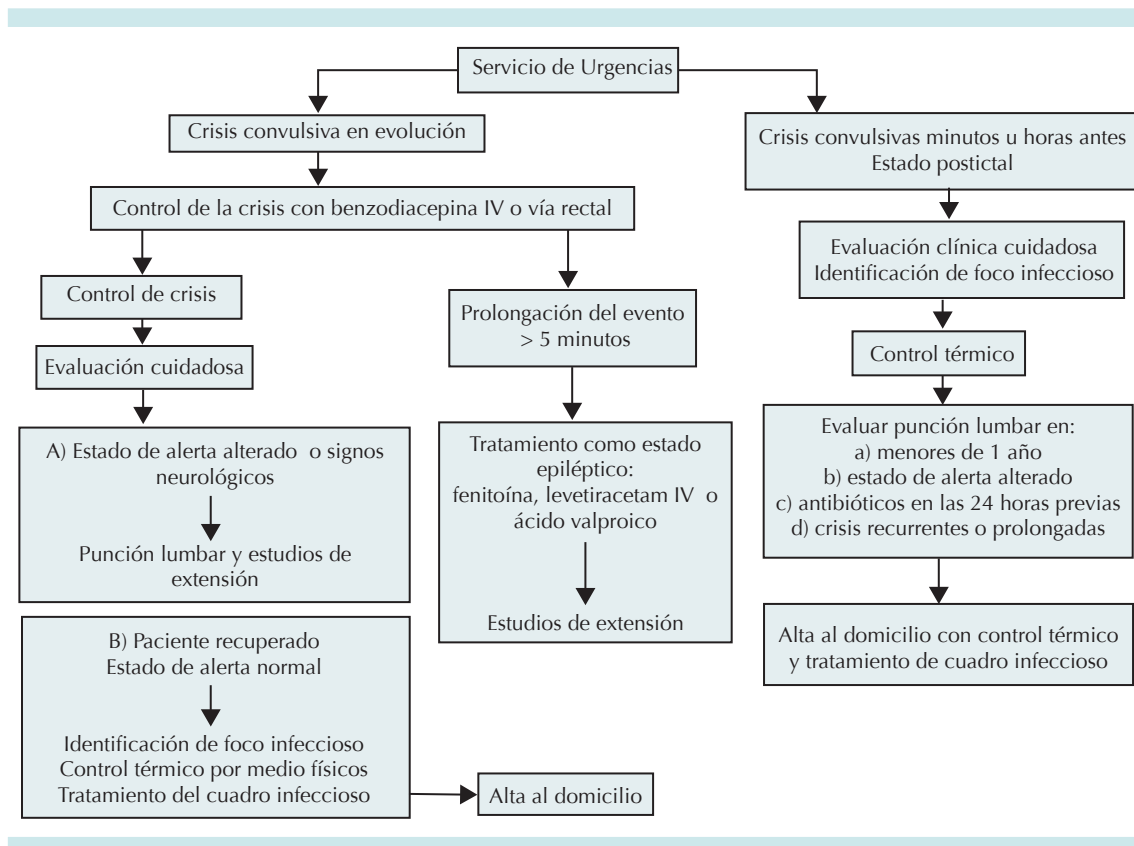 Servicio de Urgencias
Crisis convulsiva en evolución
Control de la crisis con benzodiacepina IV o vía rectal
Control de crisis
Evaluación cuidadosa
A) Estado de alerta alterado o signos
neurológicos
Punción lumbar y estudios de
extensión
B) Paciente recuperado
Estado de alerta normal
Identificación de foco infeccioso
Control térmico por medio físicos
Tratamiento del cuadro infeccioso
Alta al domicilio
Prolongación del evento
> 5 minutos
Tratamiento como estado
epiléptico:
fenitoína, levetiracetam IV o
ácido valproico
Estudios de extensión
Crisis convulsivas minutos u horas antes
Estado postictal
Evaluación clínica cuidadosa
Identificación de foco infeccioso
Control térmico
Evaluar punción lumbar en:
a) menores de 1 año
b) estado de alerta alterado
c) antibióticos en las 24 horas previas
d) crisis recurrentes o prolongadas
Alta al domicilio con control térmico
y tratamiento de cuadro infeccioso